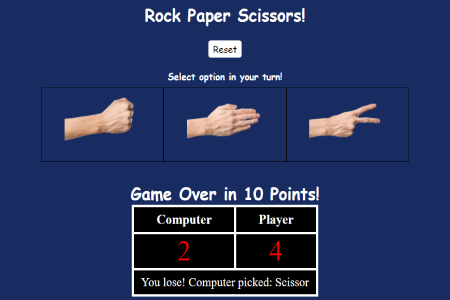 Rock Paper Scissors!
Reset
Select option in your turn!
Game Over in 10 Points!
Computer Player
2 4
You lose! Computer picked: Scissor